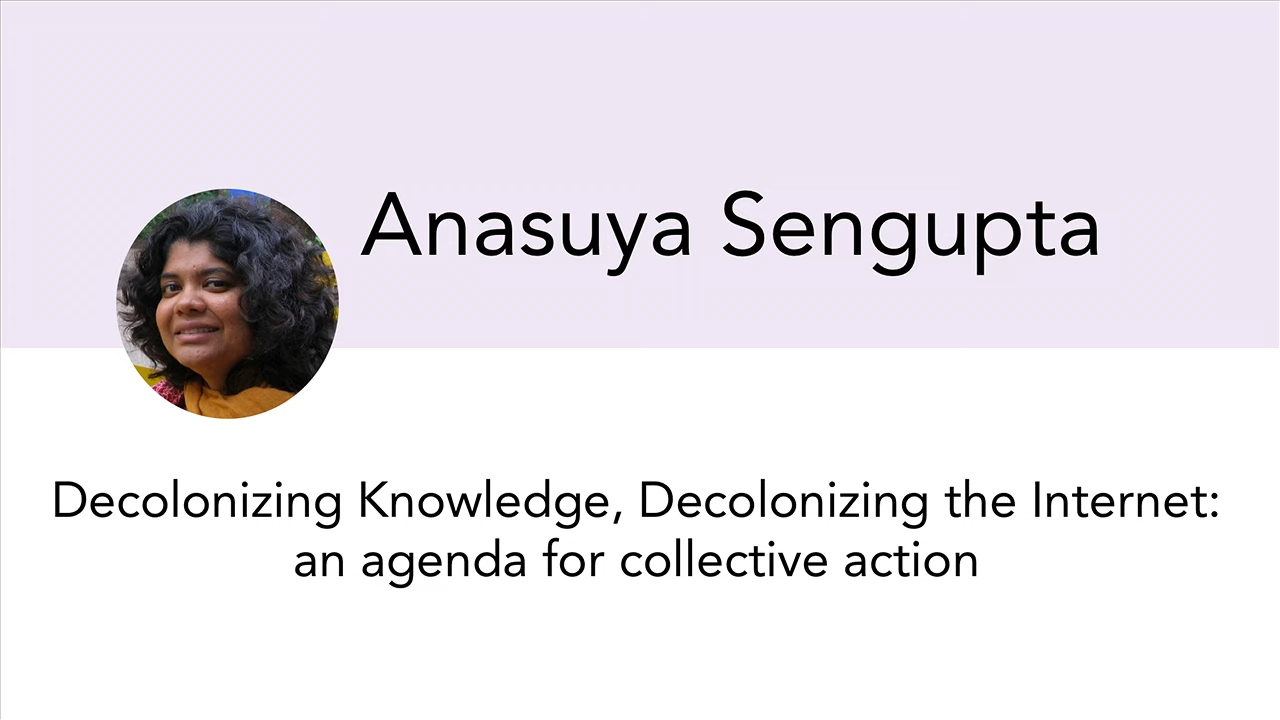 Anasuya Sengupta
Decolonizing Knowledge, Decolonizing the Internet:
an agenda for collective action